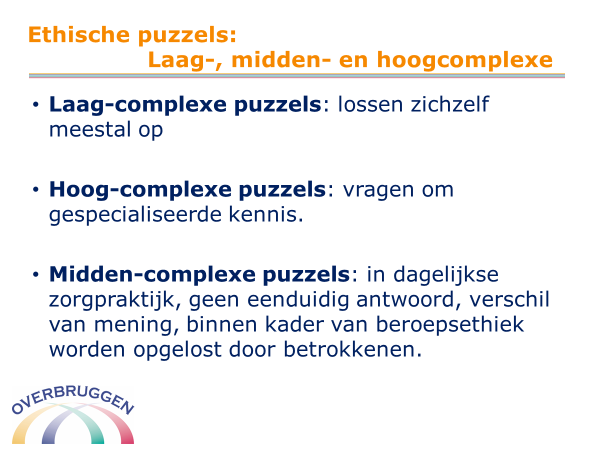 Ethische puzzels:
Laag-, midden- en hoogcomplexe
• Laag-complexe puzzels: lossen zichzelf
meestal op
• Hoog-complexe puzzels: vragen om
gespecialiseerde kennis.
• Midden-complexe puzzels: in dagelijkse
zorgpraktijk, geen eenduidig antwoord, verschil
van mening, binnen kader van beroepsethiek
worden opgelost door betrokkenen.
OVERBRUGGEN